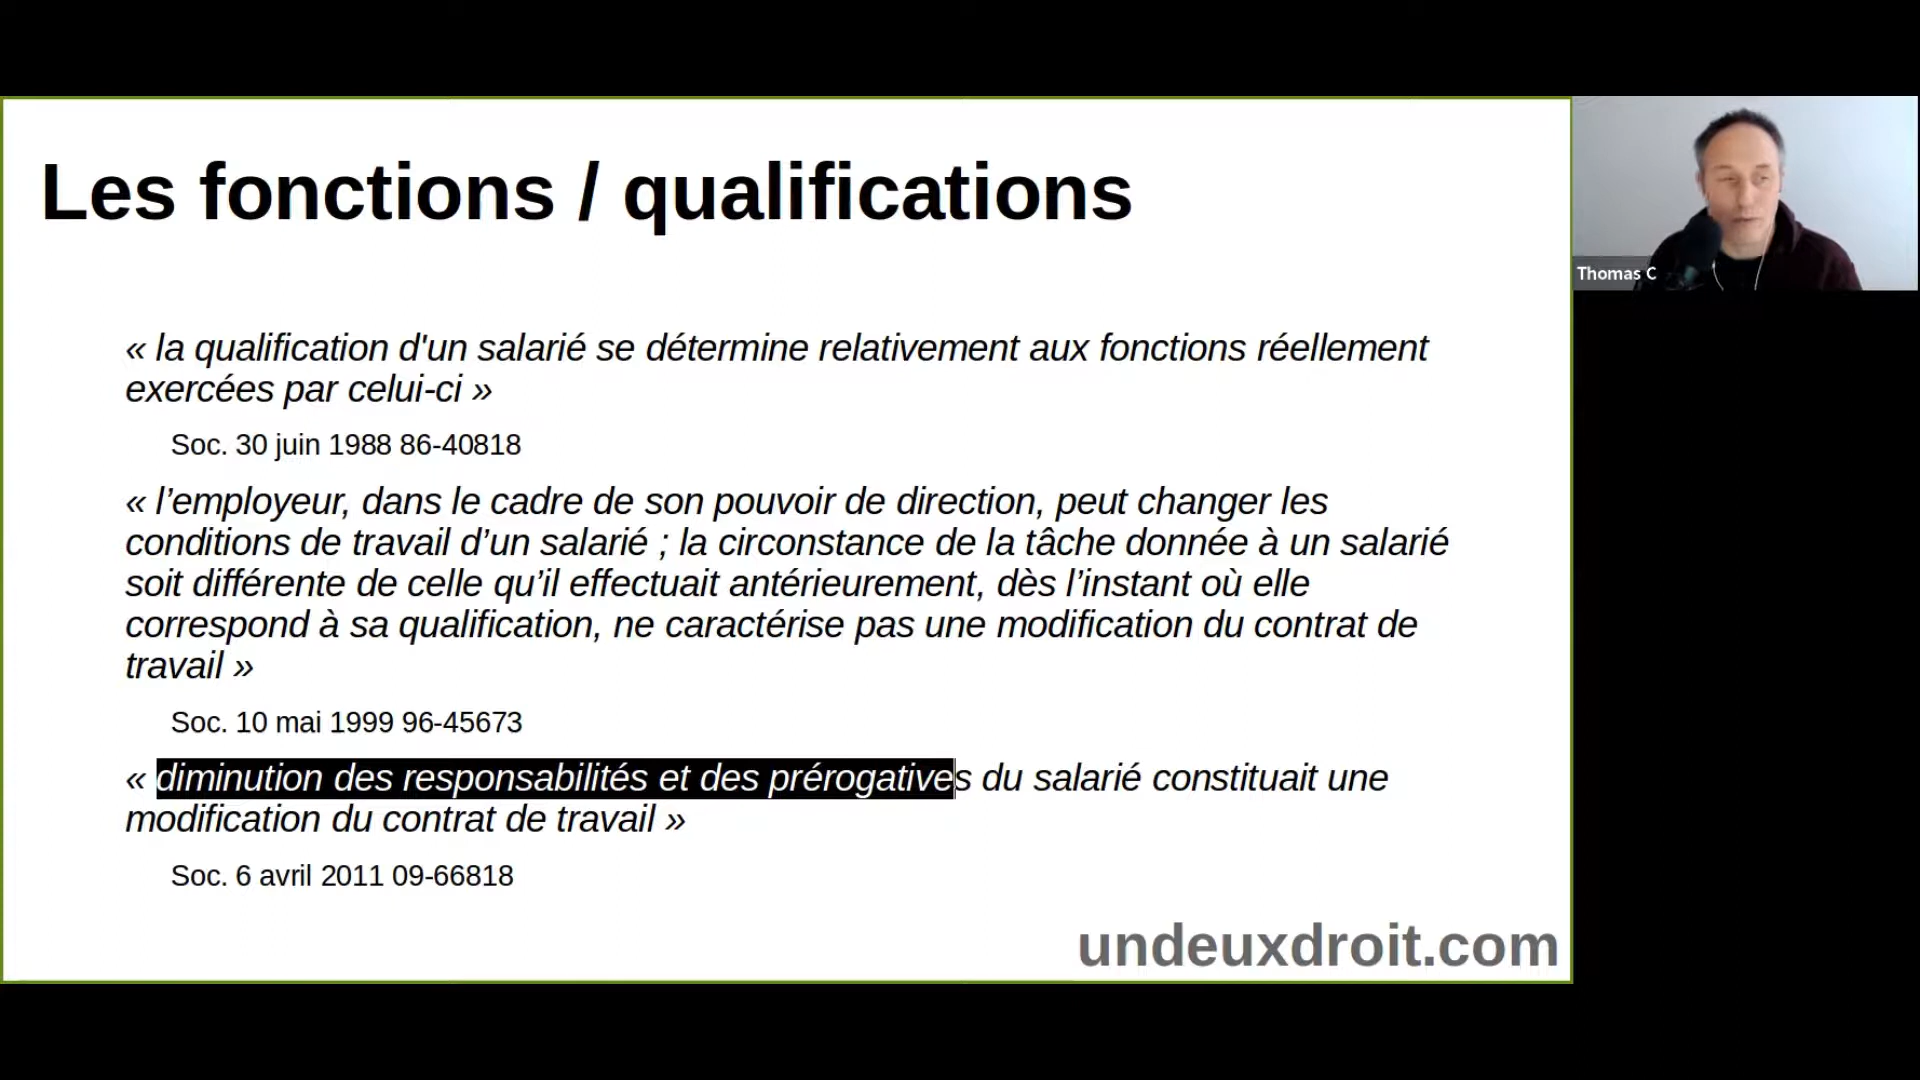 Les fonctions / qualifications
Thomas C
« la qualification d'un salarié se détermine relativement aux fonctions réellement
exercées par celui-ci »
Soc. 30 juin 1988 86-40818
« l’employeur, dans le cadre de son pouvoir de direction, peut changer les
conditions de travail d’un salarié ; la circonstance de la tâche donnée à un salarié
soit différente de celle qu’il effectuait antérieurement, dès l’instant où elle
correspond à sa qualification, ne caractérise pas une modification du contrat de
travail »
Soc. 10 mai 1999 96-45673
« diminution des responsabilités et des prérogatives du salarié constituait une
modification du contrat de travail »
Soc. 6 avril 2011 09-66818
undeuxdroit.com